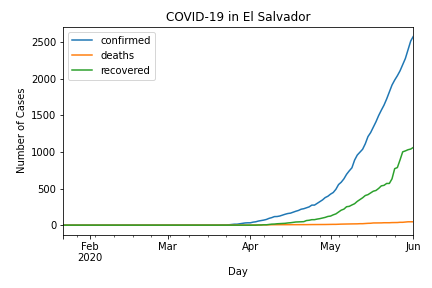 COVID-19 in El Salvador
confirmed
deaths
recovered
Number of Cases
2500
2000
1500
1000
500
0
Feb
2020
Mar
Apr
May
Jun
Day